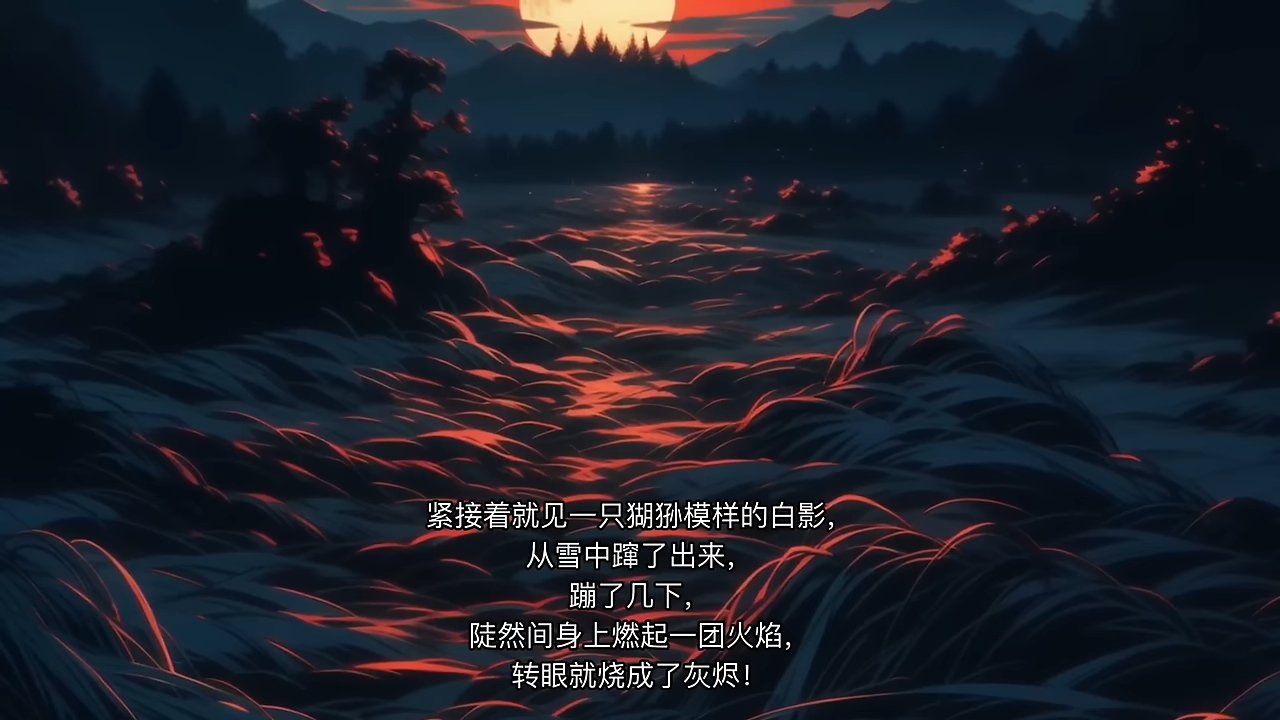 紧接着就见一只猢狲模样的白影，
从雪中蹿了出来，
蹦了几下，
陡然间身上燃起一团火焰，
转眼就烧成了灰烬！